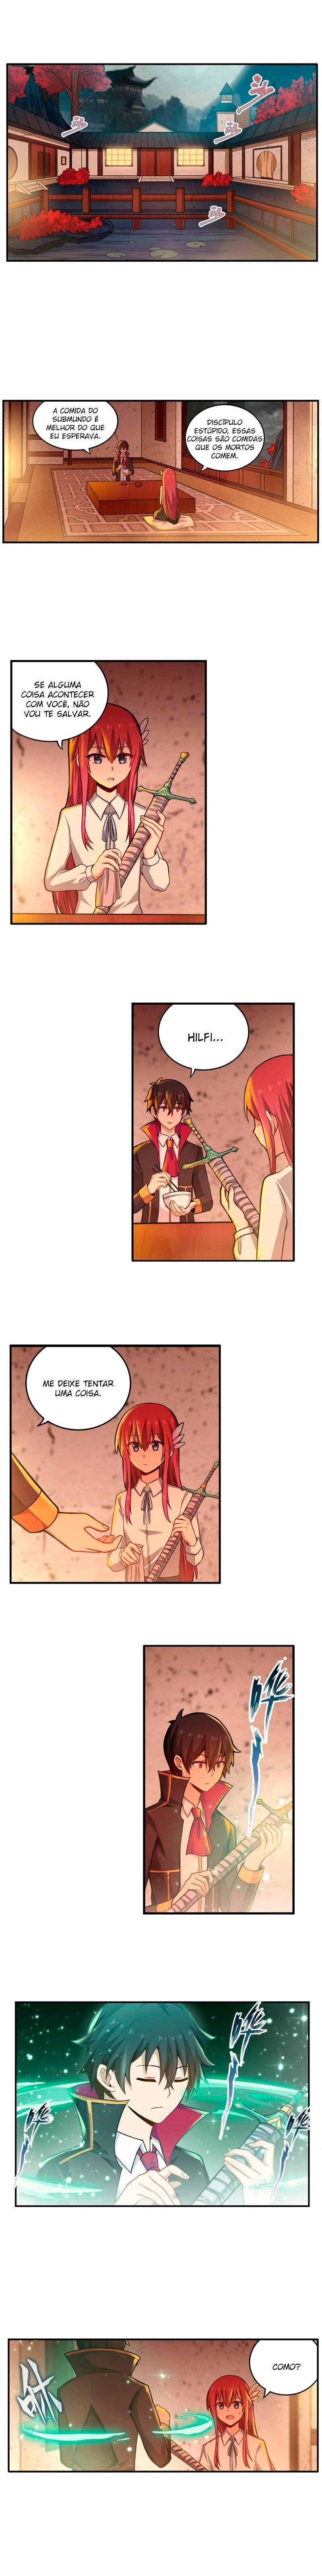 A COMIDA DO
SUBMUNDO É
MELHOR DO QUE
EU ESPERAVA.
DISCÍPULO
ESTÚPIDO, ESSAS
COISAS SÃO COMIDAS
QUE OS MORTOS
COMEM.
SE ALGUMA
COISA ACONTECER
COM VOCÊ, NÃO
VOU TE SALVAR.
HILFI...
ME DEIXE TENTAR
UMA COISA.
COMO?